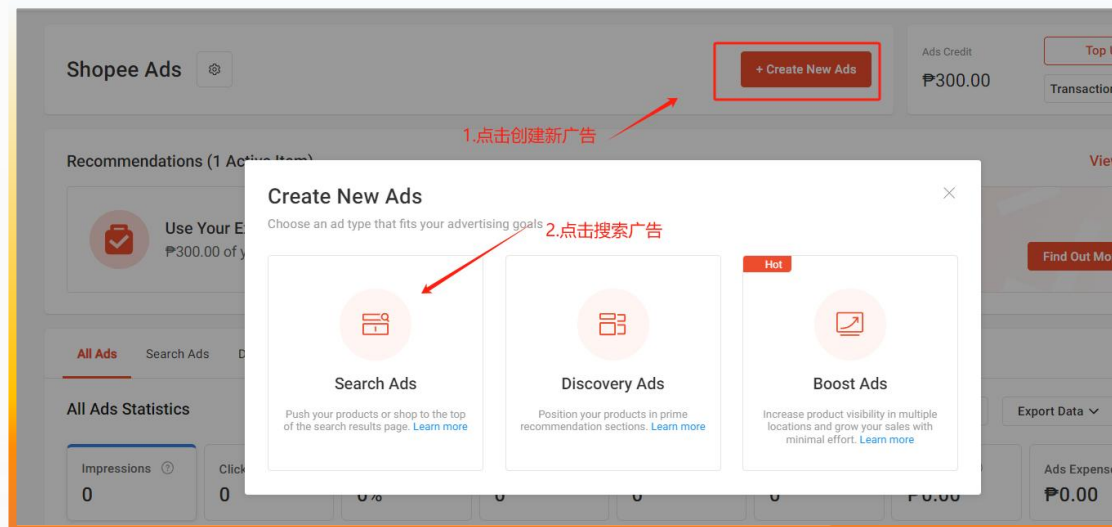 Shopee Ads
+ Create New Ads
Ads Credit
₱300.00
Top
Transaction
1.点击创建新广告
Recommendations (1 Active Item)
Create New Ads
Choose an ad type that fits your advertising goals
2.点击搜索广告
Use Your
₱300.00 of
Find Out
Hot
Search Ads
Push your products or shop to the top
of the search results page. Learn more
Discovery Ads
Position your products in prime
recommendation sections. Learn more
Boost Ads
Increase product visibility in multiple
locations and grow your sales with
minimal effort. Learn more
All Ads
Search Ads
All Ads Statistics
Export Data
Impressions
0
Click
0
0%
0
0
0
₱0.00
Ads Expense
₱0.00